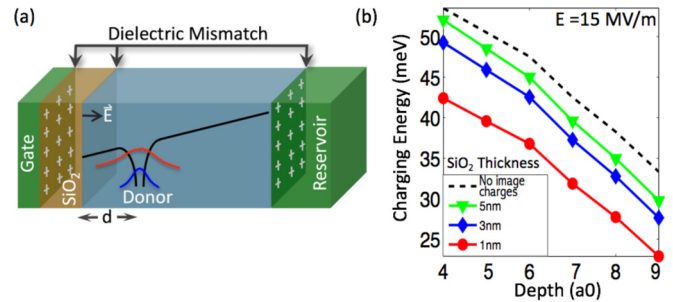 (a)
Dielectric Mismatch
Gate
SiO2
E
d
Donor
Reservoir
(b)
E =15 MV/m
Charging Energy (meV)
50
45
40
35
30
25
SiO2 Thickness
No image
charges
5nm
3nm
1nm
4 5 6 7 8 9
Depth (a0)